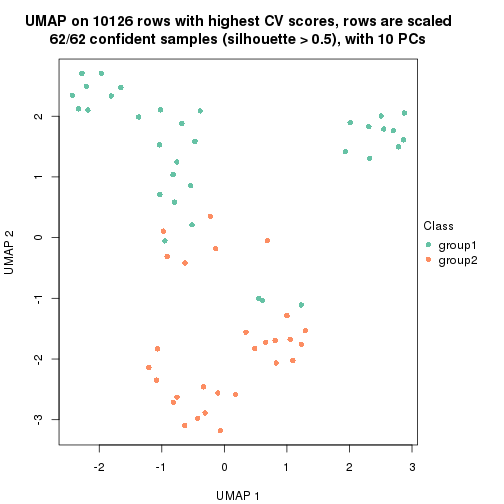 UMAP on 10126 rows with highest CV scores, rows are scaled
62/62 confident samples (silhouette > 0.5), with 10 PCs
UMAP 2
2
1
0
-1
-2
-3
-2
-1
0
1
2
3
UMAP 1
Class
group1
group2